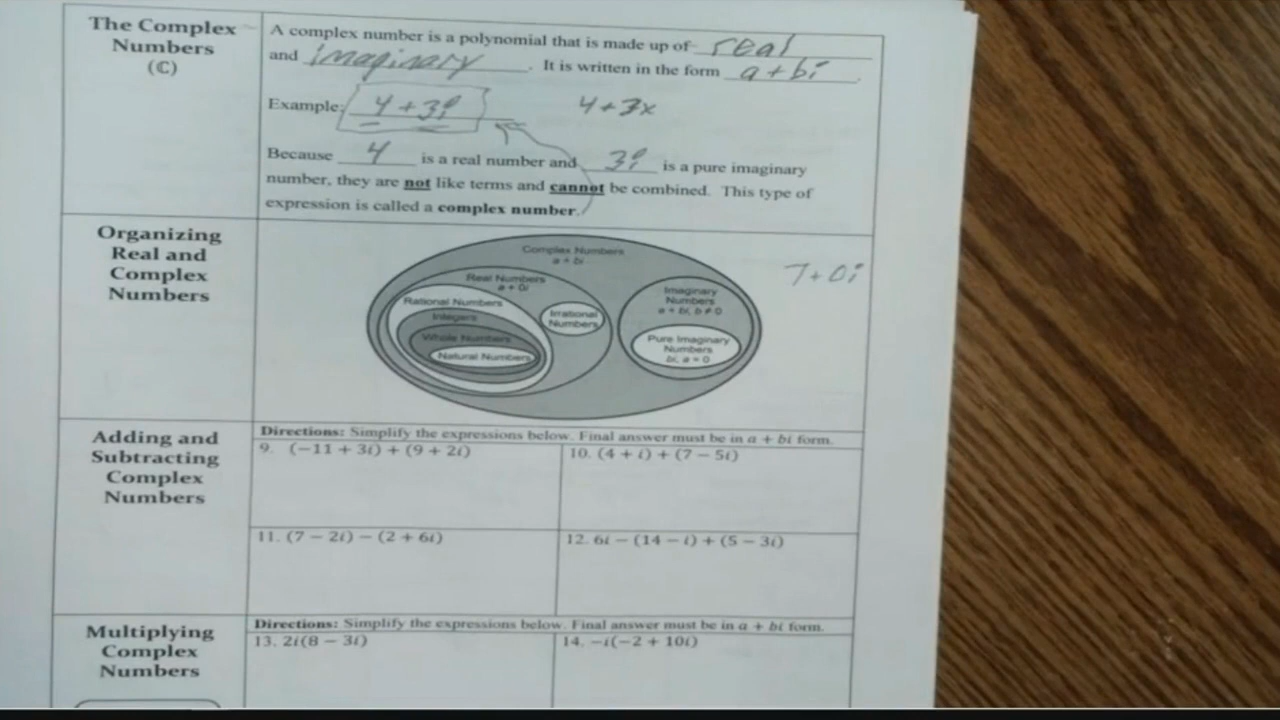 The Complex
Numbers
(ℂ)
A complex number is a polynomial that is made up of real
and imaginary. It is written in the form a + bi.
Example: 4 + 3i 4 + 3x
Because 4 is a real number and 3i is a pure imaginary
number, they are not like terms and cannot be combined. This type of
expression is called a complex number.
Organizing
Real and
Complex
Numbers
Complex Numbers
a + bi
Real Numbers
a + 0i
Rational Numbers
Integers
Whole Numbers
Natural Numbers
Irrational
Numbers
Imaginary
Numbers
a + bi, b ≠ 0
Pure Imaginary
Numbers
bi, a = 0
7 + 0i
Adding and
Subtracting
Complex
Numbers
Directions: Simplify the expressions below. Final answer must be in a + bi form.
9. (−11 + 3i) + (9 + 2i)
10. (4 + i) + (7 − 5i)
11. (7 − 2i) − (2 + 6i)
12. 6i − (14 − i) + (5 − 3i)
Multiplying
Complex
Numbers
Directions: Simplify the expressions below. Final answer must be in a + bi form.
13. 2i(8 − 3i)
14. −i(−2 + 10i)